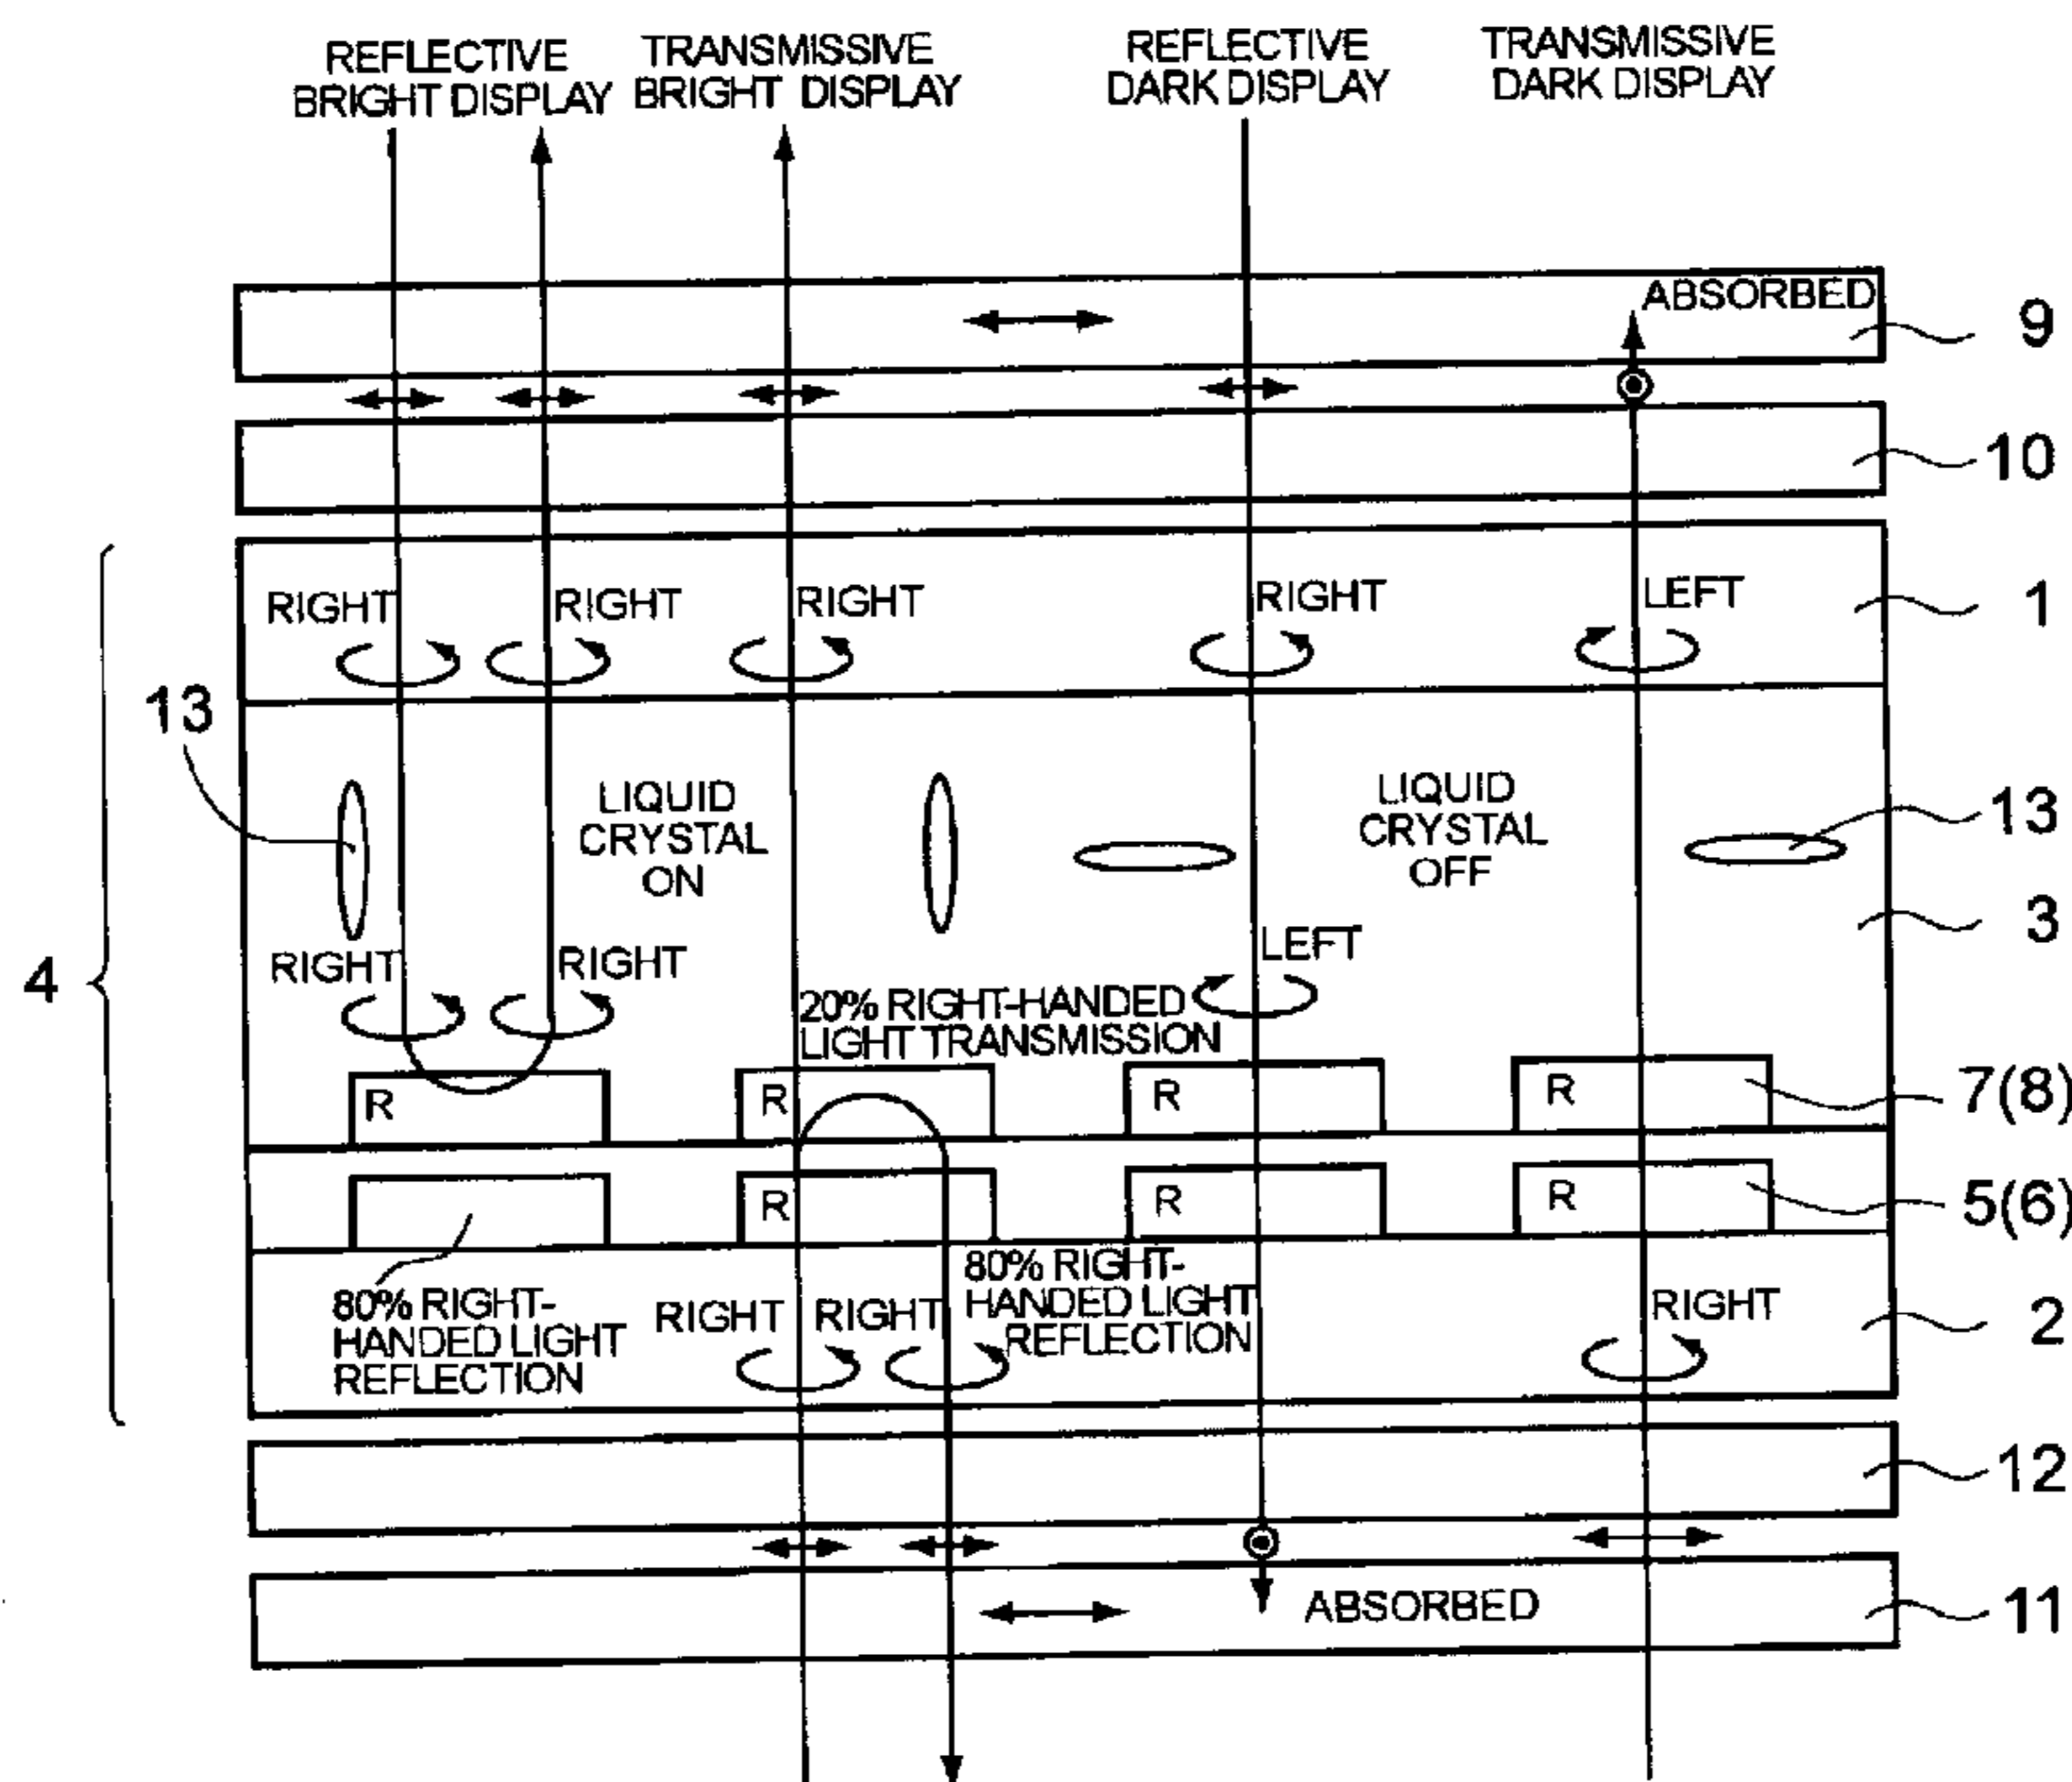 REFLECTIVE
BRIGHT DISPLAY
TRANSMISSIVE
BRIGHT DISPLAY
REFLECTIVE
DARK DISPLAY
TRANSMISSIVE
DARK DISPLAY
ABSORBED
9
10
RIGHT
RIGHT
RIGHT
RIGHT
LEFT
1
13
LIQUID
CRYSTAL
ON
LIQUID
CRYSTAL
OFF
13
3
4
RIGHT
RIGHT
LEFT
20% RIGHT-HANDED
LIGHT TRANSMISSION
R
R
R
R
7(8)
R
R
R
5(6)
80% RIGHT-
HANDED LIGHT
REFLECTION
RIGHT
RIGHT
80% RIGHT-
HANDED LIGHT
REFLECTION
RIGHT
2
12
ABSORBED
11